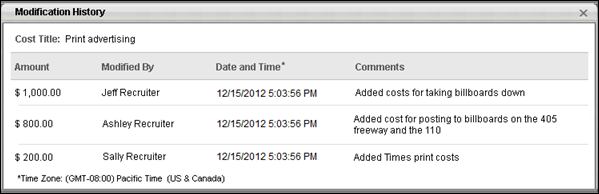 Modification History
Cost Title: Print advertising
Amount Modified By Date and Time* Comments
$ 1,000.00 Jeff Recruiter 12/15/2012 5:03:56 PM Added costs for taking billboards down
$ 800.00 Ashley Recruiter 12/15/2012 5:03:56 PM Added cost for posting to billboards on the 405
freeway and the 110
$ 200.00 Sally Recruiter 12/15/2012 5:03:56 PM Added Times print costs
*Time Zone: (GMT-08:00) Pacific Time (US & Canada)